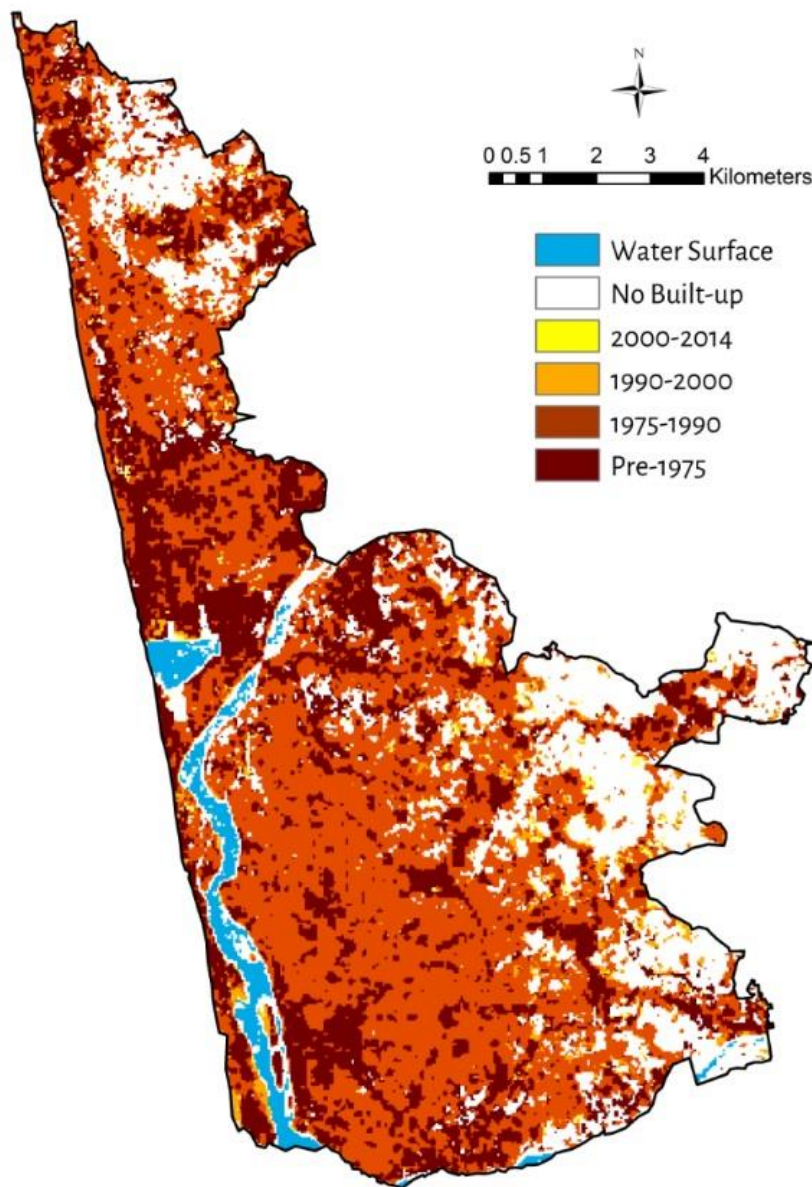 N
0 0.5 1 2 3 4
Kilometers
Water Surface
No Built-up
2000-2014
1990-2000
1975-1990
Pre-1975